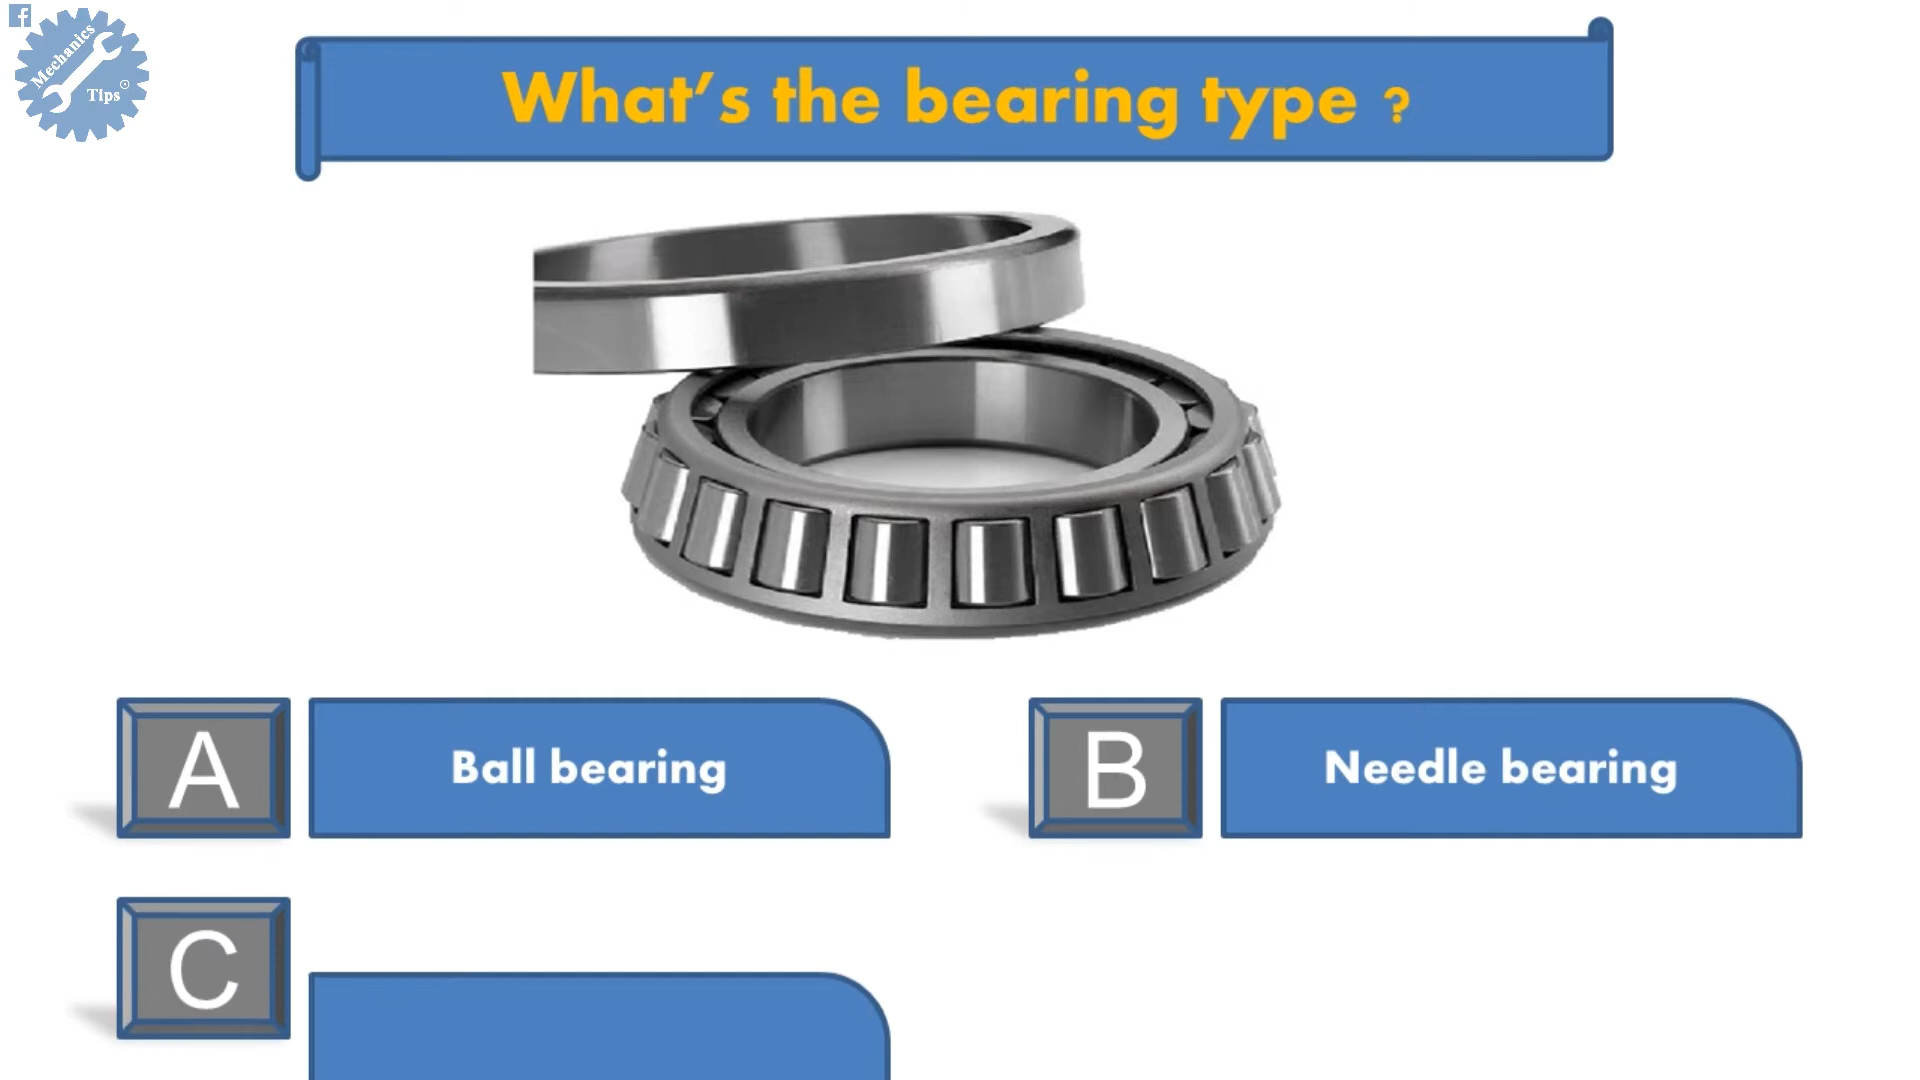 f
Mechanics
Tips
What's the bearing type ?
A
Ball bearing
B
Needle bearing
C